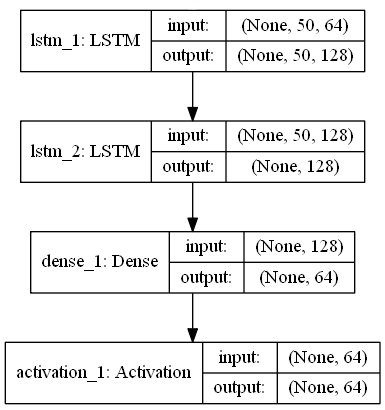 lstm_1: LSTM input: (None, 50, 64)
output: (None, 50, 128)
lstm_2: LSTM input: (None, 50, 128)
output: (None, 128)
dense_1: Dense input: (None, 128)
output: (None, 64)
activation_1: Activation input: (None, 64)
output: (None, 64)